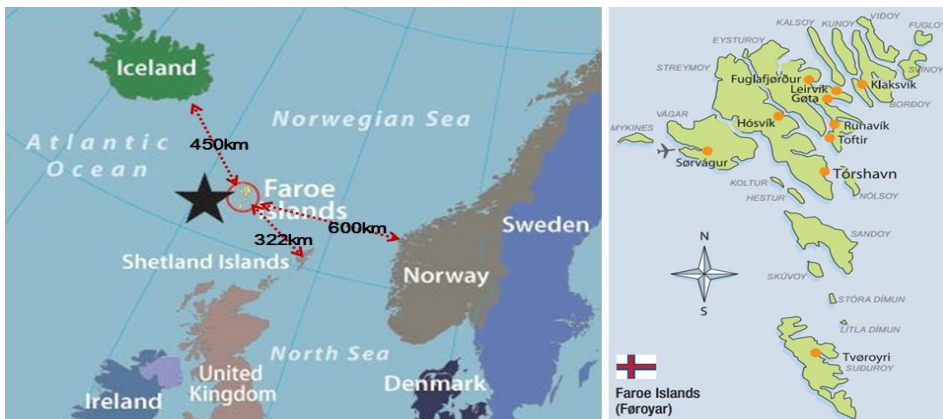 Iceland
Norwegian Sea
Atlantic
Ocean
450km
Faroe
Islands
600km
322km
Sweden
Shetland Islands
Norway
North Sea
United
Kingdom
Denmark
Ireland
KALSOY
KUNOY
VIÐOY
FUGLOY
EYSTUROY
STREYMOY
Fuglafjørður
Leirvík
Gøta
Klaksvík
SVINOY
BORÐOY
VÁGAR
Hósvík
Runavík
Toftir
MYKINES
Sørvágur
Tórshavn
KOLTUR
HESTUR
NÓLSOY
SANDOY
N
S
SKÚVOY
STÓRA DÍMUN
LÍTLA DÍMUN
Tvøroyri
SUÐUROY
Faroe Islands
(Føroyar)